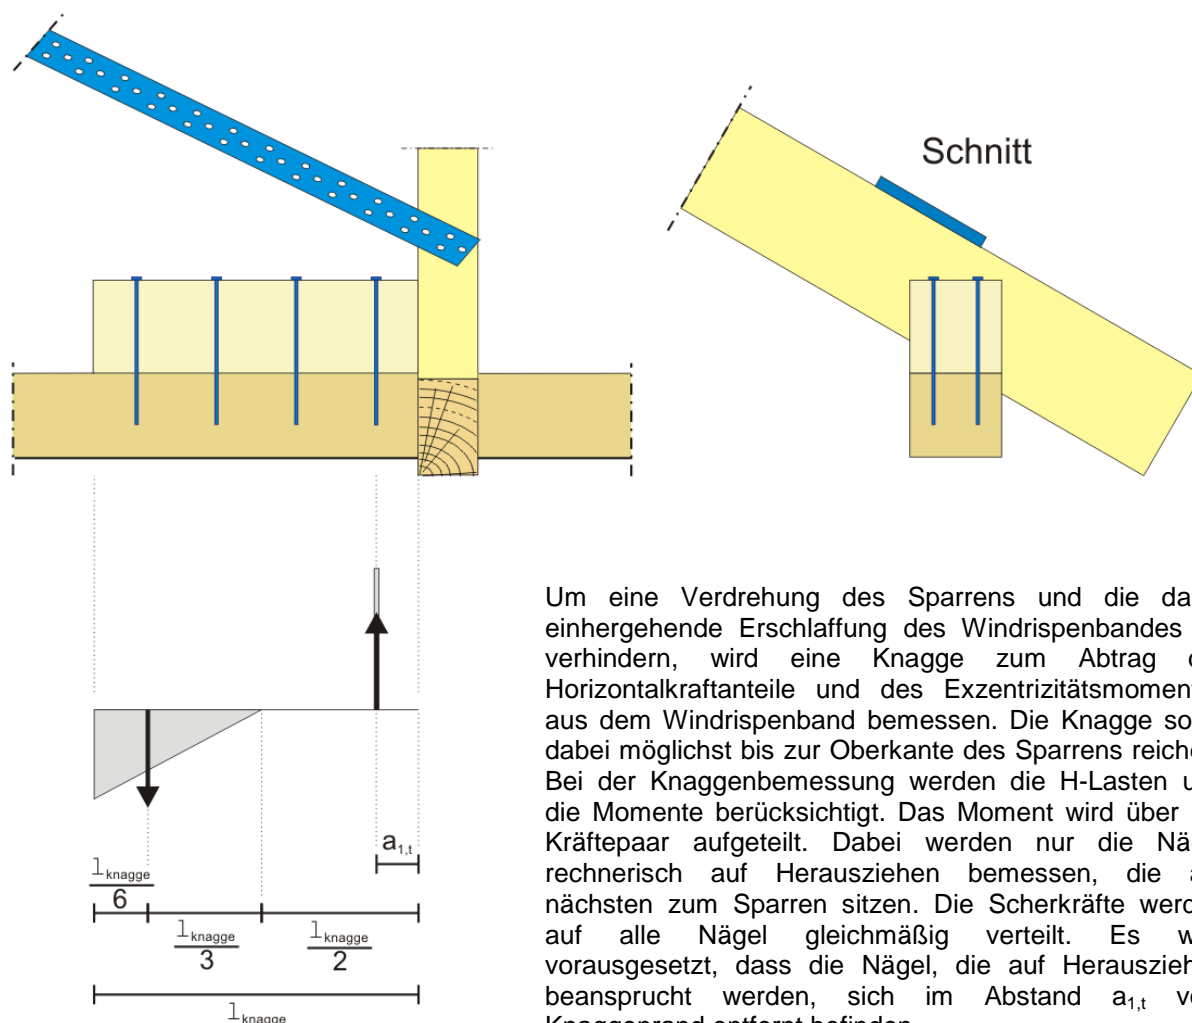 Schnitt
a1,t
lknagge
6
lknagge
3
lknagge
2
lknagge
Um eine Verdrehung des Sparrens und die da
einhergehende Erschlaffung des Windrispenbandes
verhindern, wird eine Knagge zum Abtrag
Horizontalkraftanteile und des Exzentrizitätsmoment
aus dem Windrispenband bemessen. Die Knagge so
dabei möglichst bis zur Oberkante des Sparrens reiche
Bei der Knaggenbemessung werden die H-Lasten u
die Momente berücksichtigt. Das Moment wird über
Kräftepaar aufgeteilt. Dabei werden nur die Näg
rechnerisch auf Herausziehen bemessen, die a
nächsten zum Sparren sitzen. Die Scherkräfte werd
auf alle Nägel gleichmäßig verteilt. Es w
vorausgesetzt, dass die Nägel, die auf Herauszieh
beansprucht werden, sich im Abstand a1,t v
Knaggenrand entfernt befinden